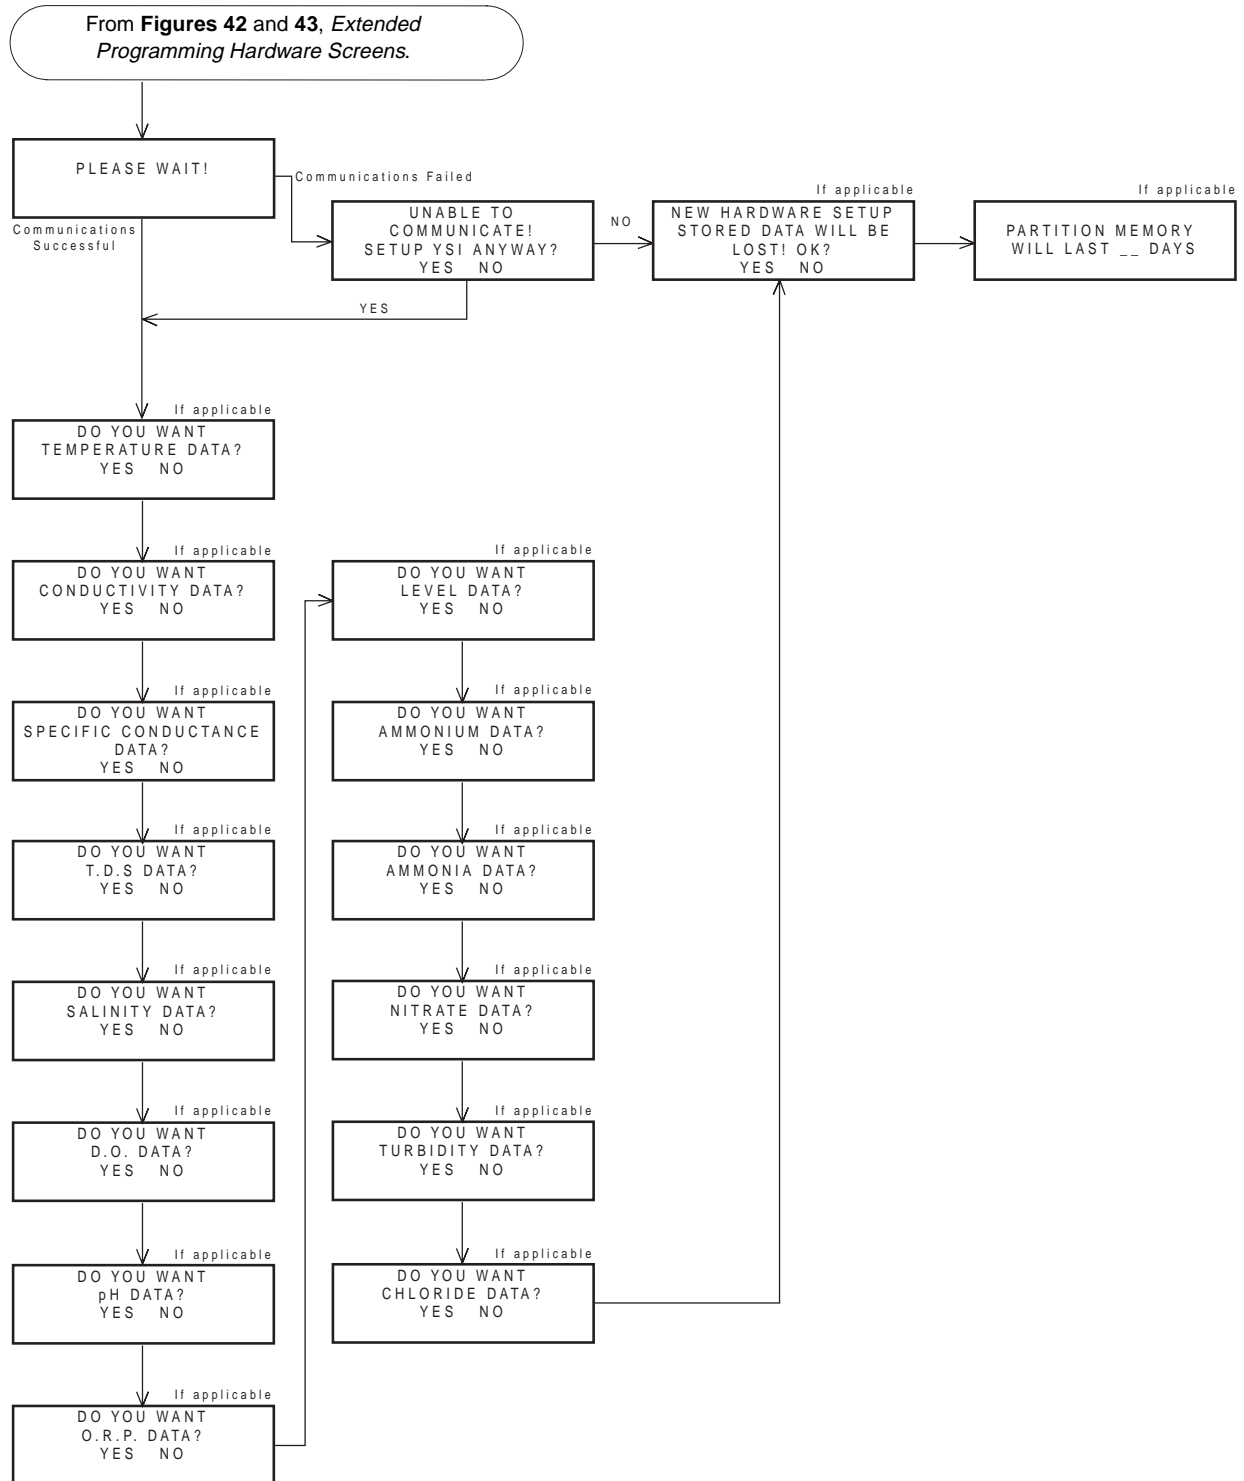 From Figures 42 and 43, Extended
Programming Hardware Screens.
PLEASE WAIT!
Communications Failed
Communications
Successful
UNABLE TO
COMMUNICATE!
SETUP YSI ANYWAY?
YES NO
NO
YES
If applicable
NEW HARDWARE SETUP
STORED DATA WILL BE
LOST! OK?
YES NO
If applicable
PARTITION MEMORY
WILL LAST __ DAYS
If applicable
DO YOU WANT
TEMPERATURE DATA?
YES NO
If applicable
DO YOU WANT
CONDUCTIVITY DATA?
YES NO
If applicable
DO YOU WANT
SPECIFIC CONDUCTANCE
DATA?
YES NO
If applicable
DO YOU WANT
T.D.S DATA?
YES NO
If applicable
DO YOU WANT
SALINITY DATA?
YES NO
If applicable
DO YOU WANT
D.O. DATA?
YES NO
If applicable
DO YOU WANT
pH DATA?
YES NO
If applicable
DO YOU WANT
O.R.P. DATA?
YES NO
If applicable
DO YOU WANT
LEVEL DATA?
YES NO
If applicable
DO YOU WANT
AMMONIUM DATA?
YES NO
If applicable
DO YOU WANT
AMMONIA DATA?
YES NO
If applicable
DO YOU WANT
NITRATE DATA?
YES NO
If applicable
DO YOU WANT
TURBIDITY DATA?
YES NO
If applicable
DO YOU WANT
CHLORIDE DATA?
YES NO